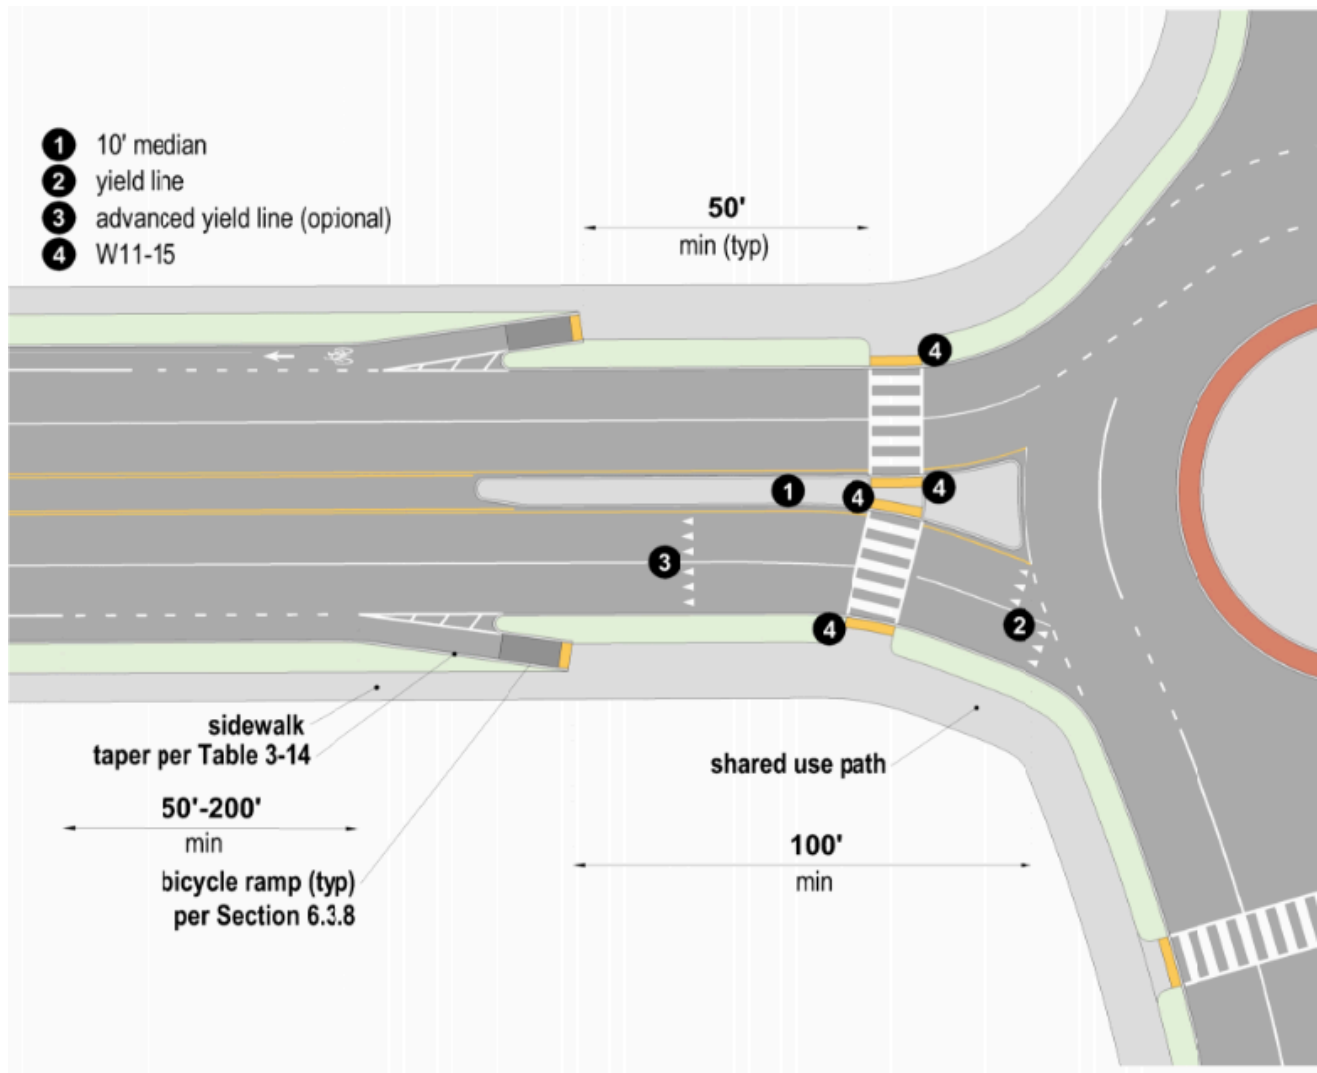 1 10' median
2 yield line
3 advanced yield line (optional)
4 W11-15
50'
min (typ)
4
4
1
4
3
2
4
sidewalk
taper per Table 3-14
shared use path
50'-200'
min
100'
min
bicycle ramp (typ)
per Section 6.3.8